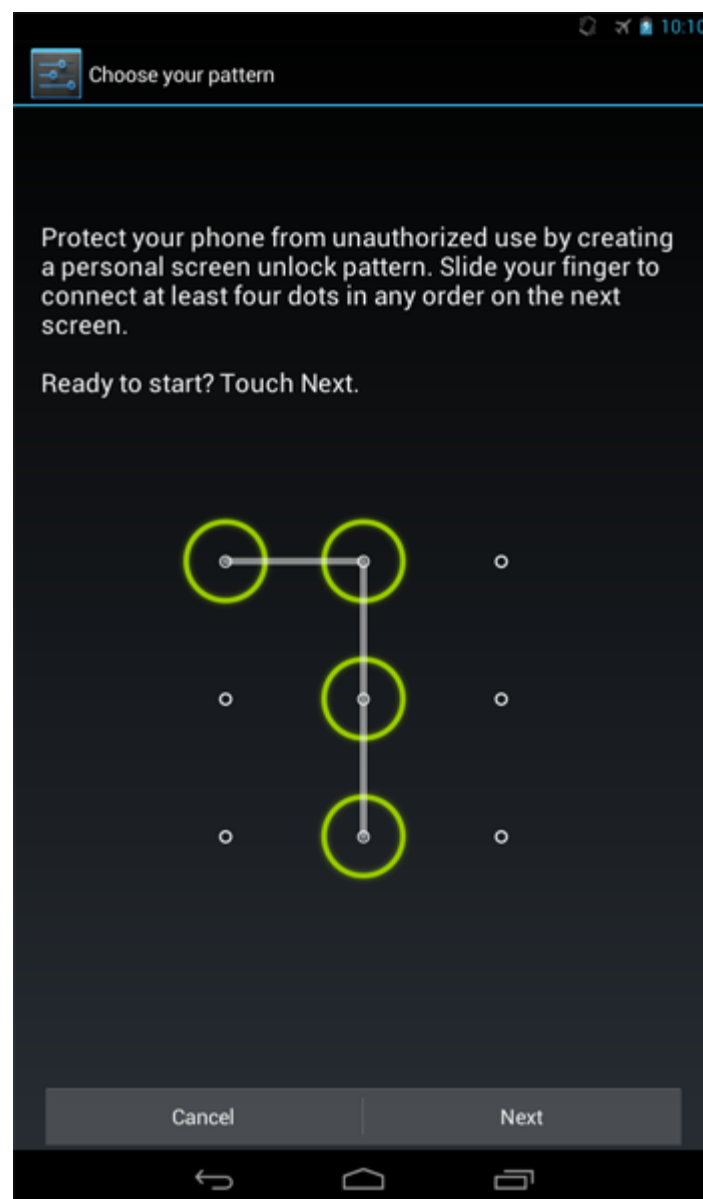 10:10
Choose your pattern
Protect your phone from unauthorized use by creating
a personal screen unlock pattern. Slide your finger to
connect at least four dots in any order on the next
screen.
Ready to start? Touch Next.
Cancel Next